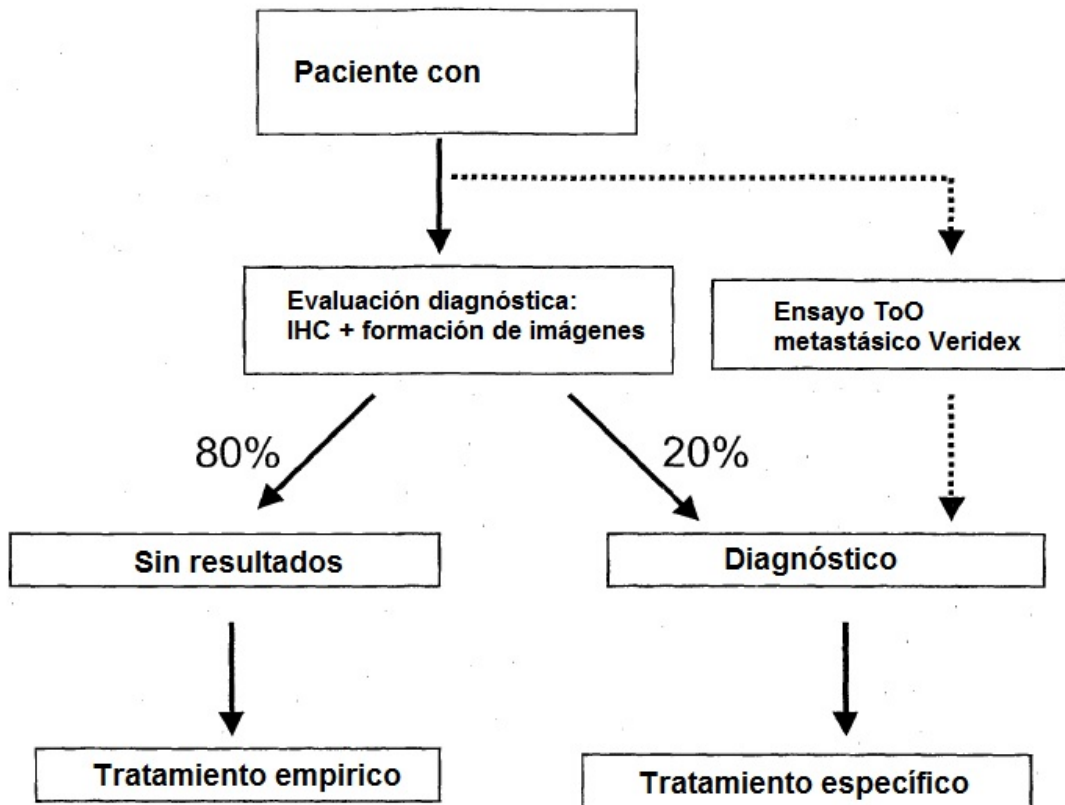 Paciente con
Evaluación diagnóstica:
IHC + formación de imágenes
Ensayo ToO
metastásico Veridex
80%
20%
Sin resultados
Diagnóstico
Tratamiento empirico
Tratamiento específico